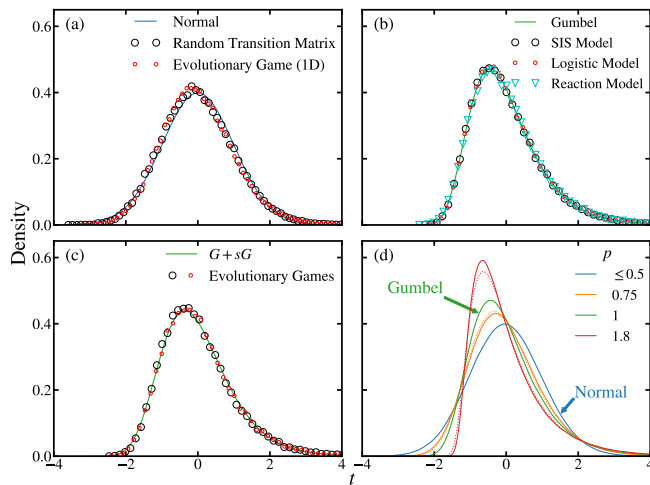 (a)
Normal
Random Transition Matrix
Evolutionary Game (1D)
0.6
0.4
0.2
0.0
(b)
Gumbel
SIS Model
Logistic Model
Reaction Model
Density
(c)
G + sG
Evolutionary Games
0.6
0.4
0.2
0.0
−4
−2
0
2
4
(d)
p
≤0.5
0.75
1
1.8
Gumbel
Normal
−4
−2
0
2
4
t